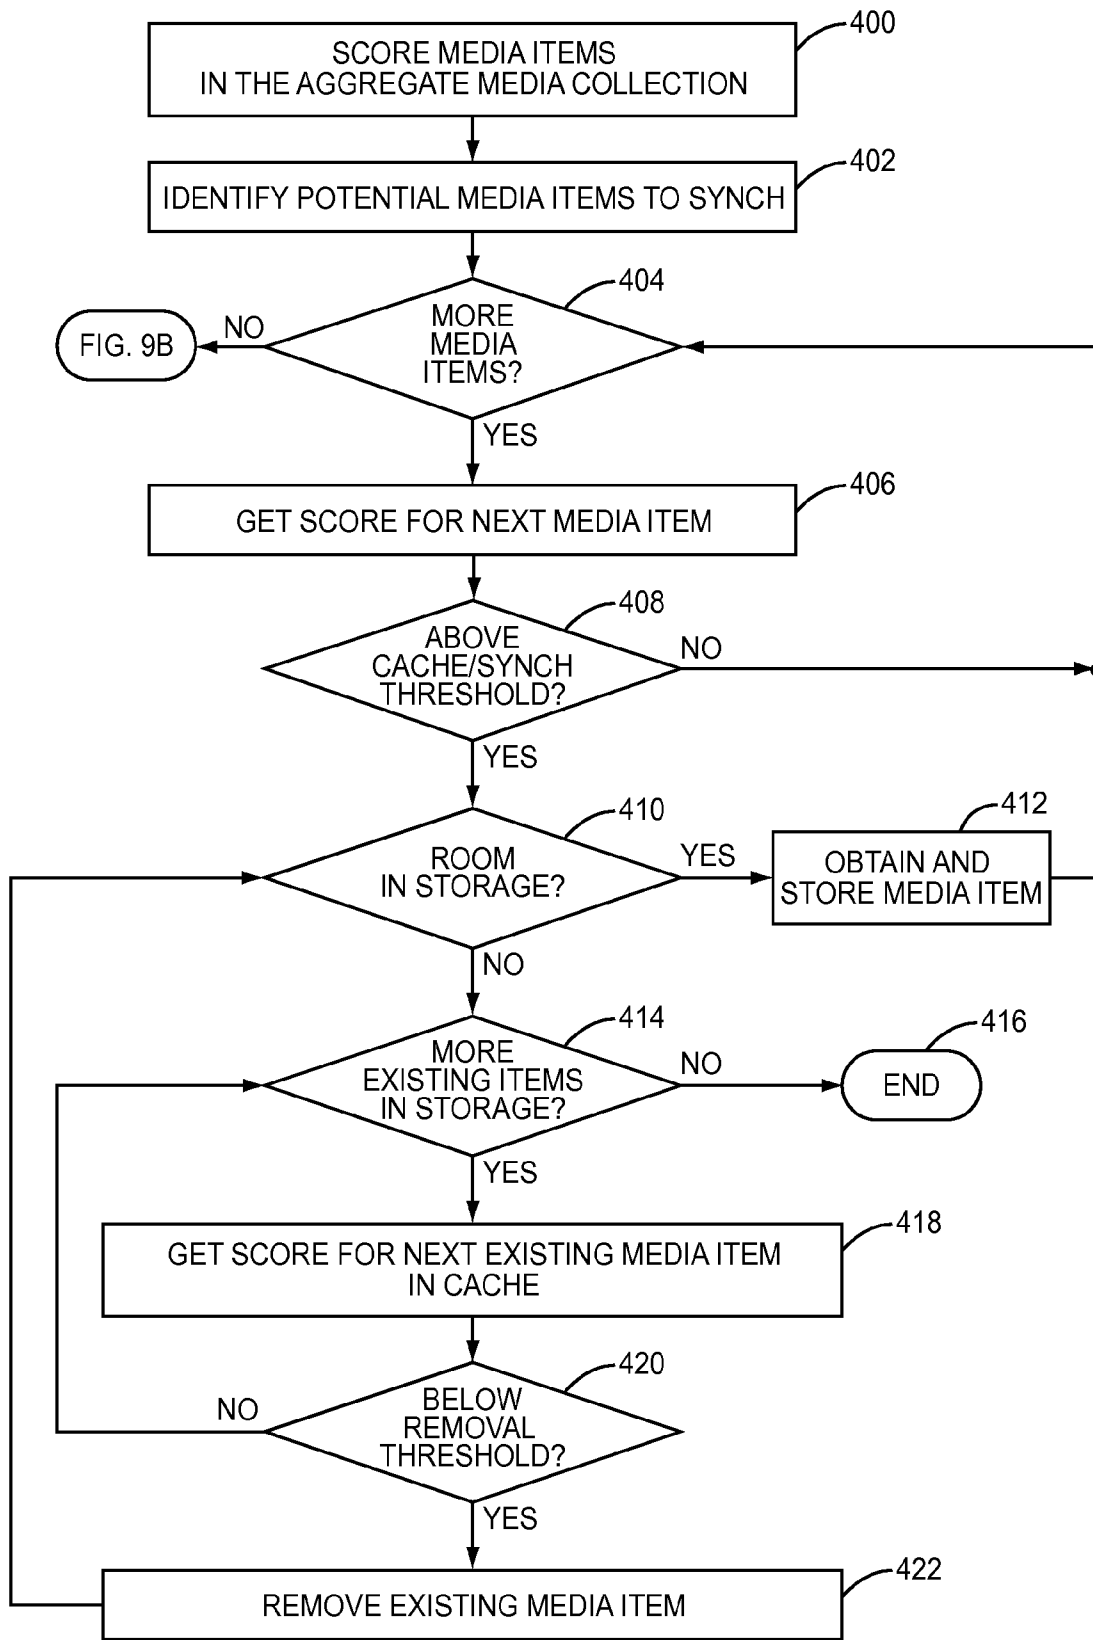 400
SCORE MEDIA ITEMS
IN THE AGGREGATE MEDIA COLLECTION
402
IDENTIFY POTENTIAL MEDIA ITEMS TO SYNCH
404
MORE
MEDIA
ITEMS?
NO
FIG. 9B
YES
406
GET SCORE FOR NEXT MEDIA ITEM
408
ABOVE
CACHE/SYNCH
THRESHOLD?
NO
YES
410
ROOM
IN STORAGE?
YES
412
OBTAIN AND
STORE MEDIA ITEM
NO
414
MORE
EXISTING ITEMS
IN STORAGE?
NO
416
END
YES
418
GET SCORE FOR NEXT EXISTING MEDIA ITEM
IN CACHE
420
BELOW
REMOVAL
THRESHOLD?
NO
YES
422
REMOVE EXISTING MEDIA ITEM